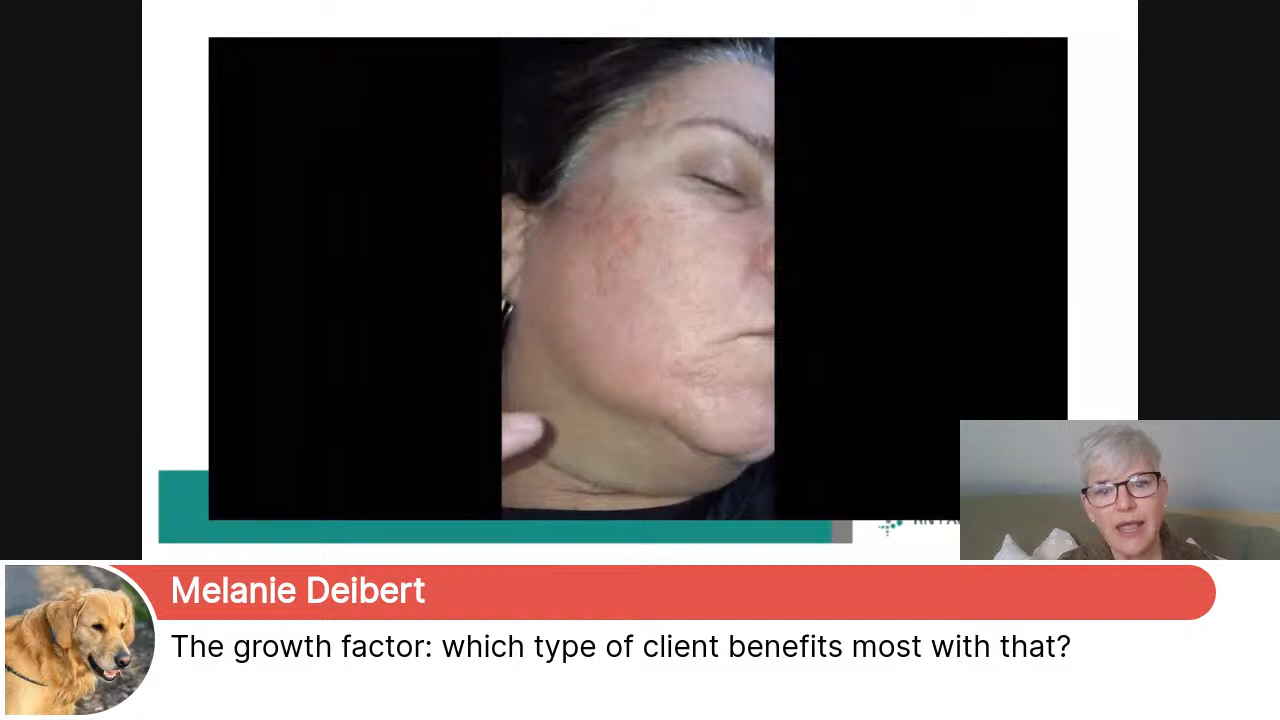 Melanie Deibert
The growth factor: which type of client benefits most with that?